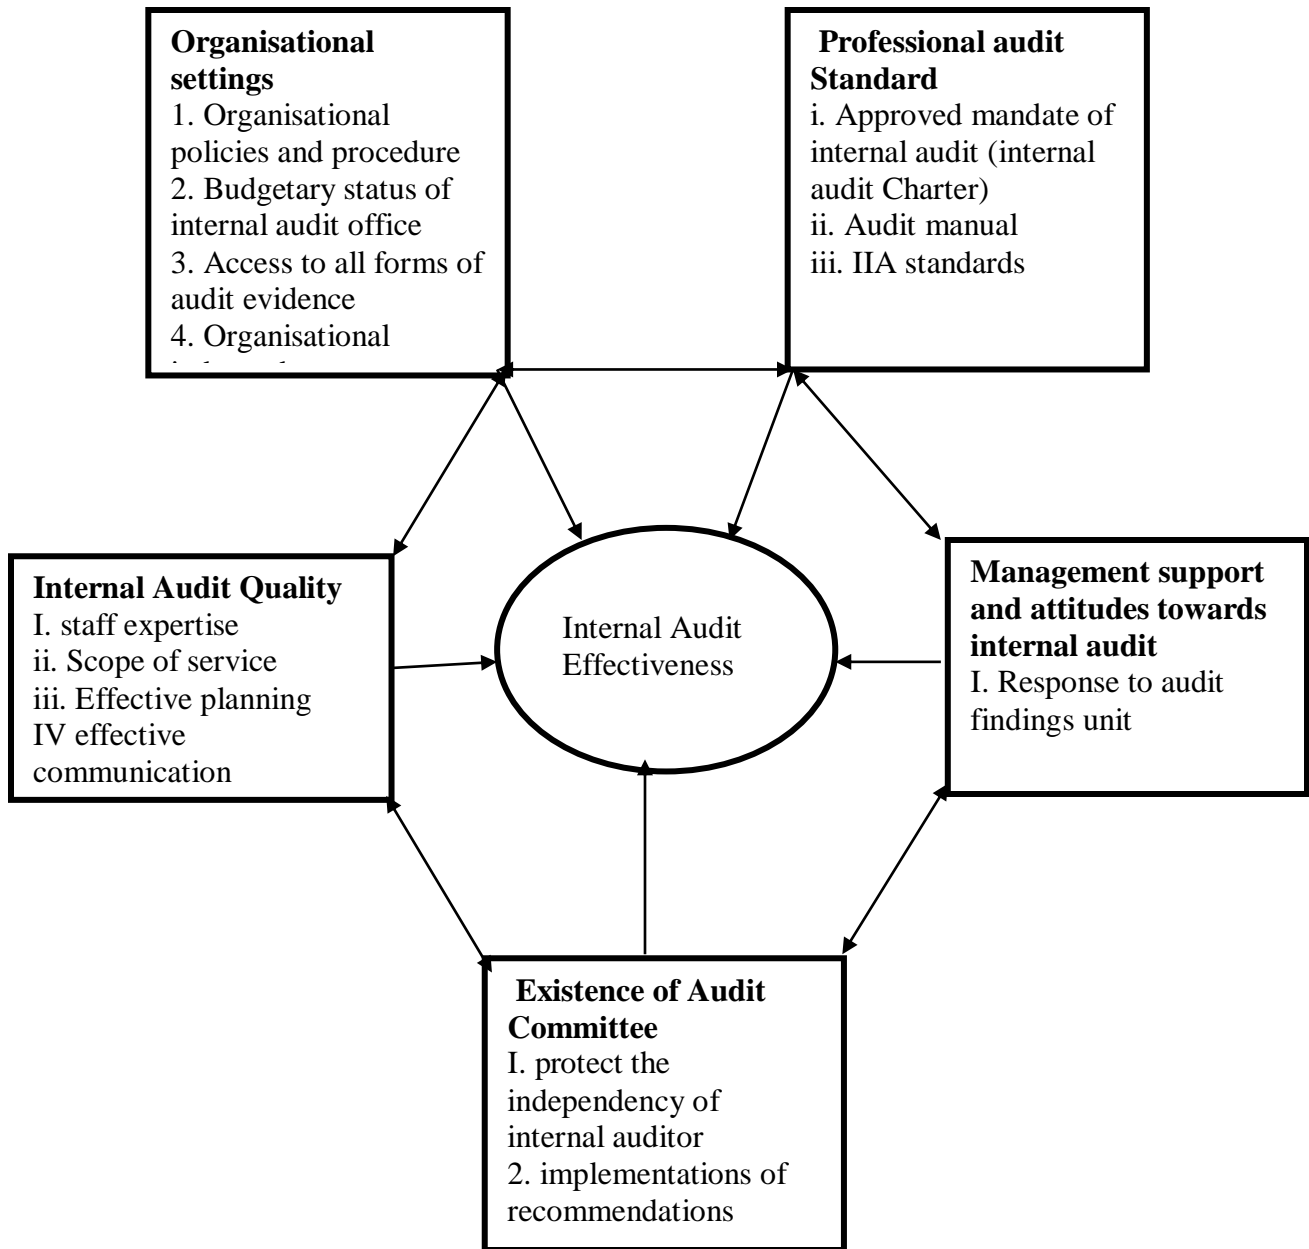 Organisational
settings
1. Organisational
policies and procedure
2. Budgetary status of
internal audit office
3. Access to all forms of
audit evidence
4. Organisational
Professional audit
Standard
i. Approved mandate of
internal audit (internal
audit Charter)
ii. Audit manual
iii. IIA standards
Internal Audit Quality
I. staff expertise
ii. Scope of service
iii. Effective planning
IV effective
communication
Internal Audit
Effectiveness
Management support
and attitudes towards
internal audit
I. Response to audit
findings unit
Existence of Audit
Committee
I. protect the
independency of
internal auditor
2. implementations of
recommendations